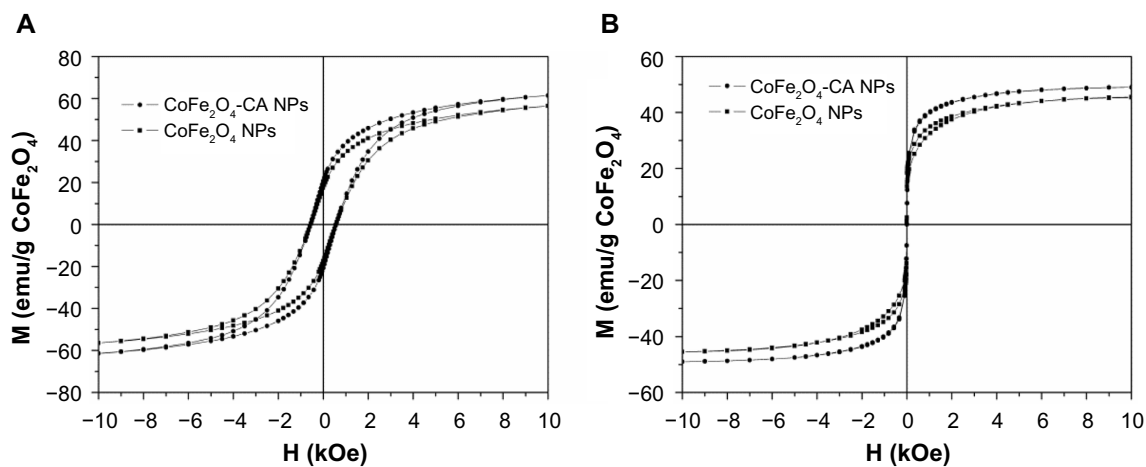 A
M (emu/g CoFe₂O₄)
80
60
40
20
0
−20
−40
−60
−80
CoFe₂O₄-CA NPs
CoFe₂O₄ NPs
−10 −8 −6 −4 −2 0 2 4 6 8 10
H (kOe)
B
M (emu/g CoFe₂O₄)
60
40
20
0
−20
−40
−60
CoFe₂O₄-CA NPs
CoFe₂O₄ NPs
−10 −8 −6 −4 −2 0 2 4 6 8 10
H (kOe)